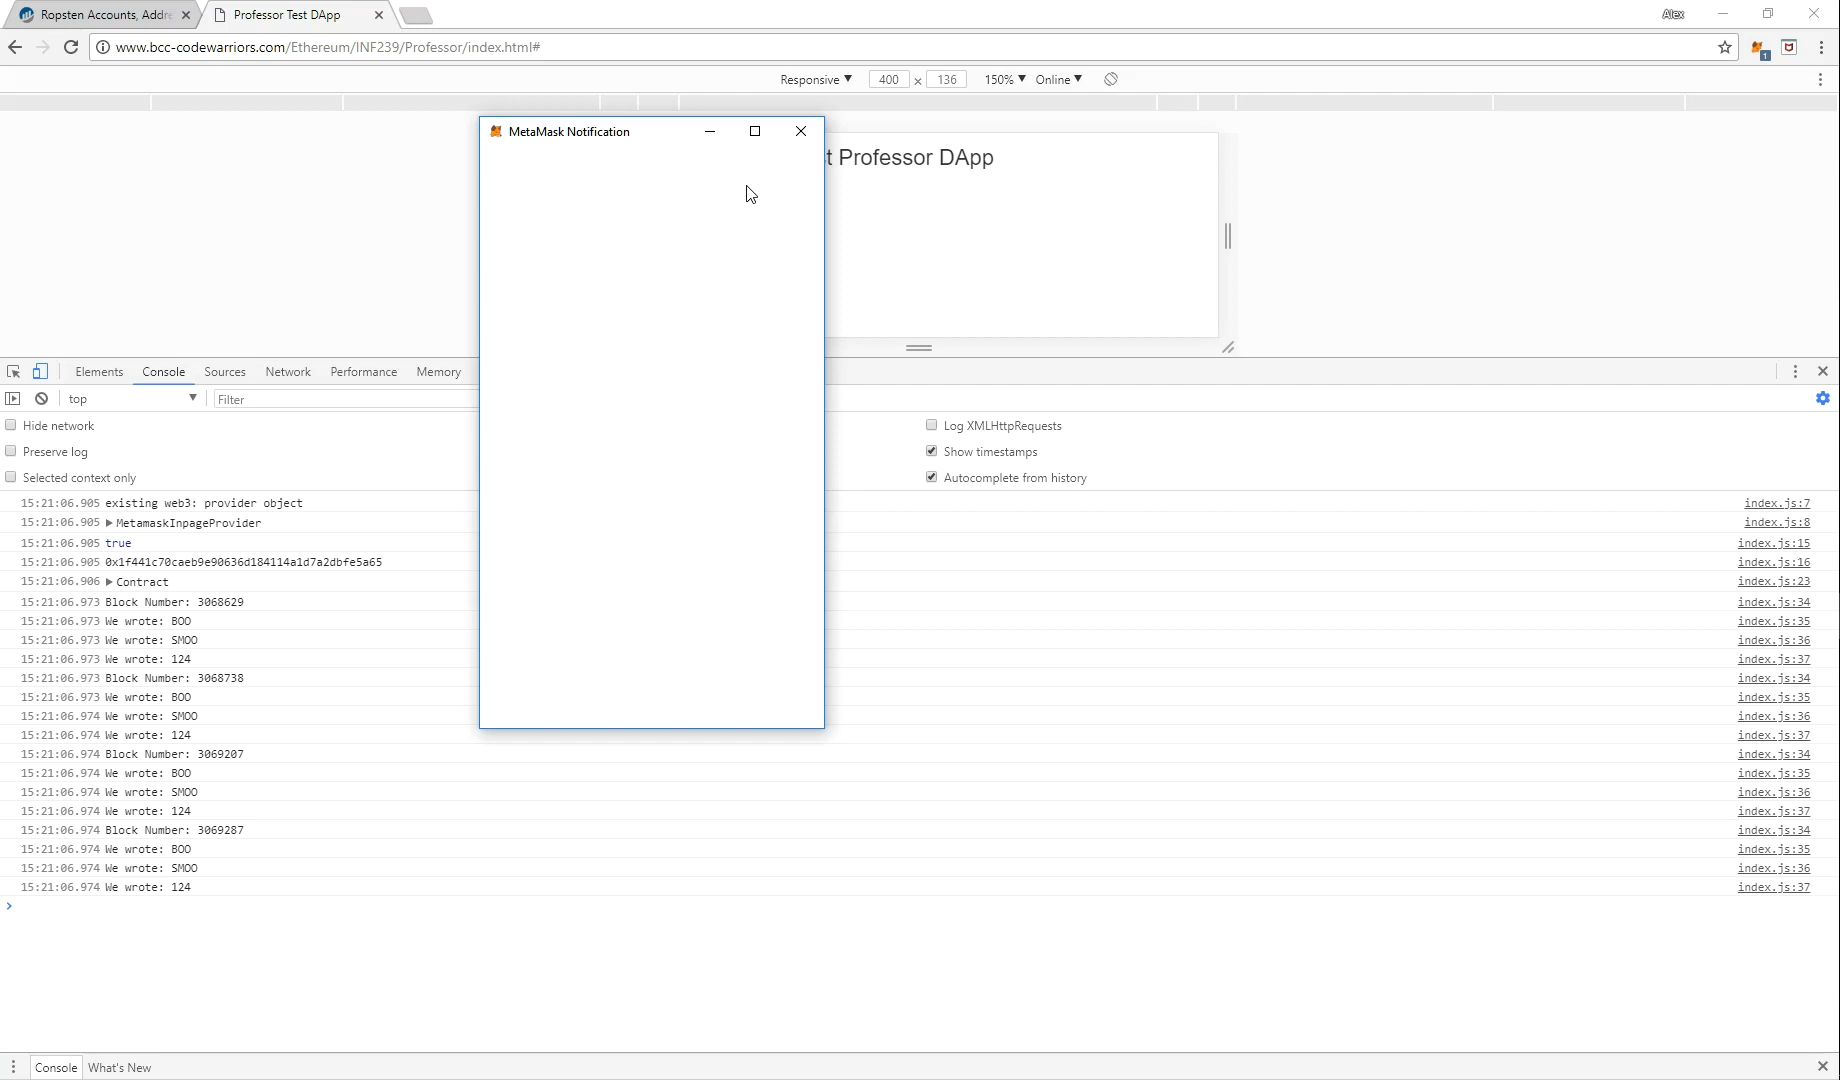 Ropsten Accounts, Addre
Professor Test DApp
Alex
www.bcc-codewarriors.com/Ethereum/INF239/Professor/index.html#
1
Responsive ▼ 400 × 136 150% ▼ Online ▼
MetaMask Notification
t Professor DApp
Elements Console Sources Network Performance Memory
top ▼ Filter
Hide network
Log XMLHttpRequests
Preserve log
Show timestamps
Selected context only
Autocomplete from history
15:21:06.905 existing web3: provider object index.js:7
15:21:06.905 ▶ MetamaskInpageProvider index.js:8
15:21:06.905 true index.js:15
15:21:06.905 0x1f441c70caeb9e90636d184114a1d7a2dbfe5a65 index.js:16
15:21:06.906 ▶ Contract index.js:23
15:21:06.973 Block Number: 3068629 index.js:34
15:21:06.973 We wrote: BOO index.js:35
15:21:06.973 We wrote: SMOO index.js:36
15:21:06.973 We wrote: 124 index.js:37
15:21:06.973 Block Number: 3068738 index.js:34
15:21:06.973 We wrote: BOO index.js:35
15:21:06.974 We wrote: SMOO index.js:36
15:21:06.974 We wrote: 124 index.js:37
15:21:06.974 Block Number: 3069207 index.js:34
15:21:06.974 We wrote: BOO index.js:35
15:21:06.974 We wrote: SMOO index.js:36
15:21:06.974 We wrote: 124 index.js:37
15:21:06.974 Block Number: 3069287 index.js:34
15:21:06.974 We wrote: BOO index.js:35
15:21:06.974 We wrote: SMOO index.js:36
15:21:06.974 We wrote: 124 index.js:37
Console What's New